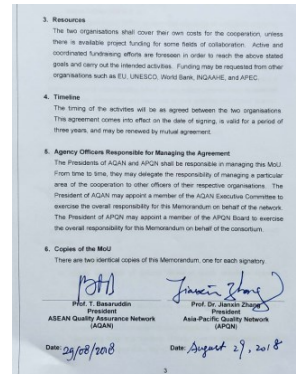 3. Resources
The two organisations shall cover their own costs for the cooperation, unless
there is available project funding for some fields of collaboration. Active and
coordinated fundraising efforts are foreseen in order to reach the above stated
goals and carry out the intended activities. Funding may be requested from other
organisations such as EU, UNESCO, World Bank, INQAAHE, and APEC.
4. Timeline
The timing of the activities will be as agreed between the two organisations.
This agreement comes into effect on the date of signing, is valid for a period of
three years, and may be renewed by mutual agreement.
5. Agency Officers Responsible for Managing the Agreement
The Presidents of AQAN and APQN shall be responsible in managing this MoU.
From time to time, they may delegate the responsibility of managing a particular
area of the cooperation to other officers of their respective organisations. The
President of AQAN may appoint a member of the AQAN Executive Committee to
exercise the overall responsibility for this Memorandum on behalf of the network.
The President of APQN may appoint a member of the APQN Board to exercise
the overall responsibility for this Memorandum on behalf of the consortium.
6. Copies of the MoU
There are two identical copies of this Memorandum, one for each signatory.
Jianxin Zhang
Prof. T. Basaruddin
President
ASEAN Quality Assurance Network
(AQAN)
Prof. Dr. Jianxin Zhang
President
Asia-Pacific Quality Network
(APQN)
Date: 29/08/2018
Date: August 29, 2018
3